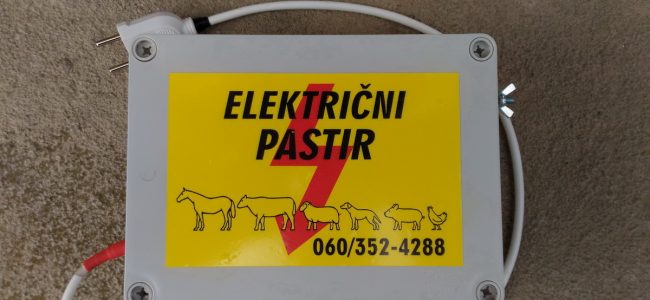 ELEKTRIČNI
PASTIR
060/352-4288